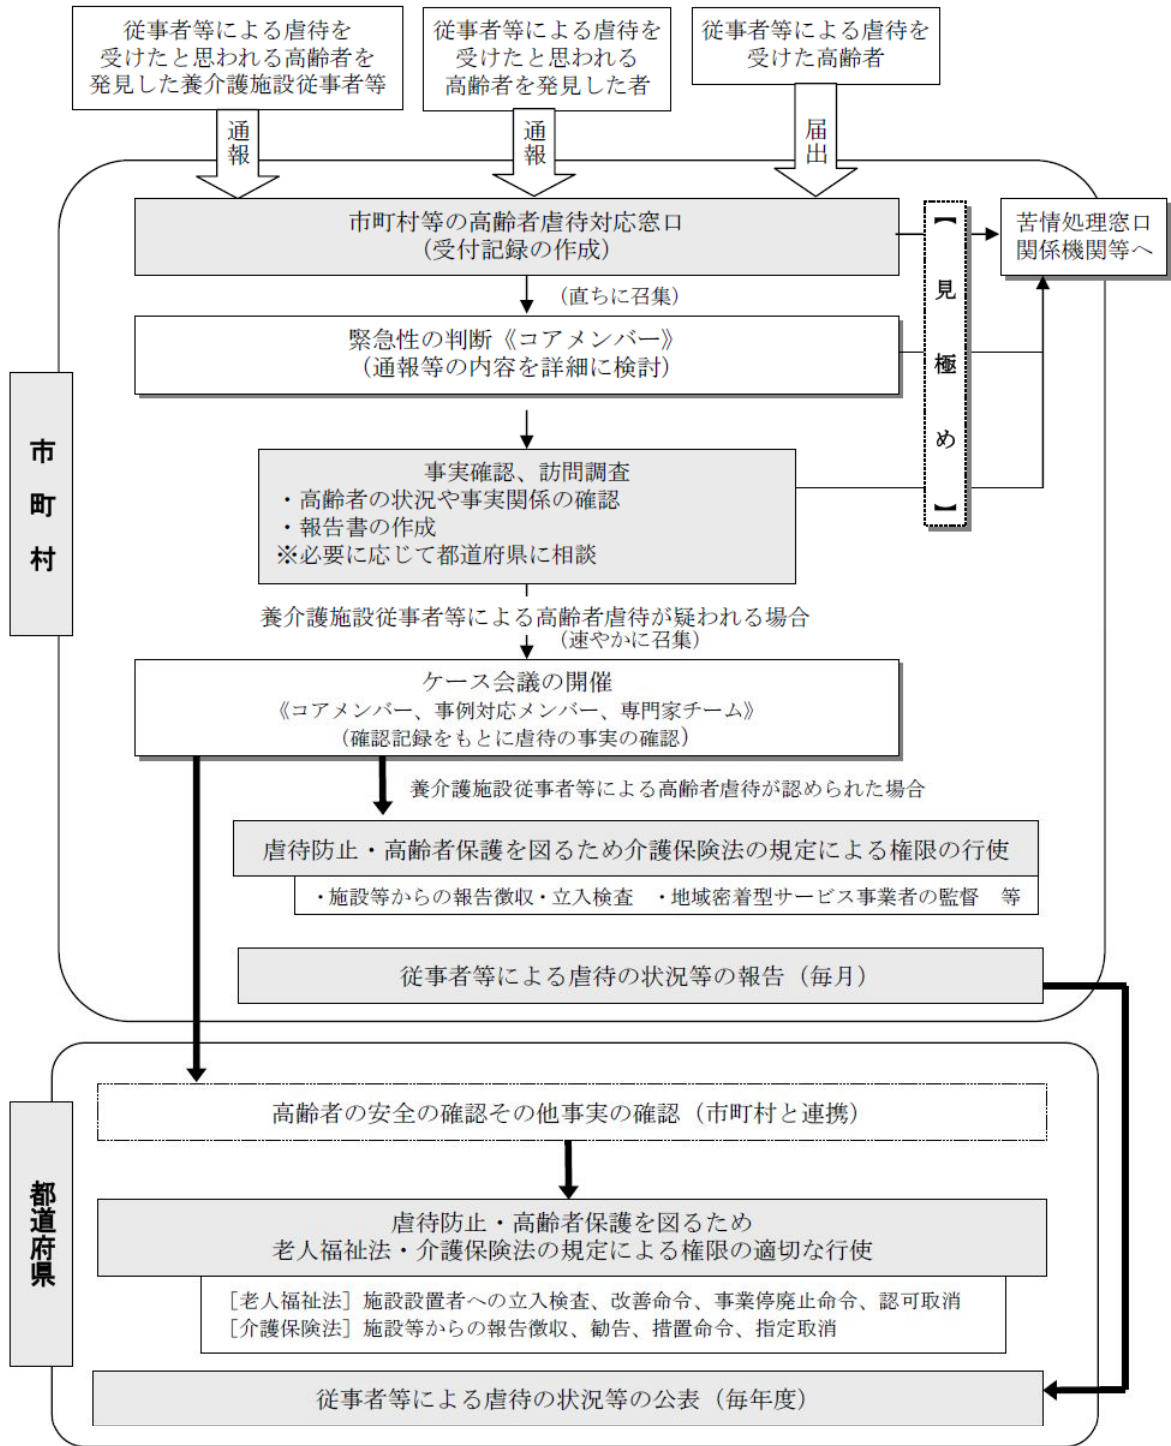 従事者等による虐待を
受けたと思われる高齢者を
発見した養介護施設従事者等
従事者等による虐待を
受けたと思われる
高齢者を発見した者
従事者等による虐待を
受けた高齢者
通報
通報
届出
市町村等の高齢者虐待対応窓口
（受付記録の作成）
【見極め】
苦情処理窓口
関係機関等へ
（直ちに召集）
緊急性の判断《コアメンバー》
（通報等の内容を詳細に検討）
市町村
事実確認、訪問調査
・高齢者の状況や事実関係の確認
・報告書の作成
※必要に応じて都道府県に相談
養介護施設従事者等による高齢者虐待が疑われる場合
（速やかに召集）
ケース会議の開催
《コアメンバー、事例対応メンバー、専門家チーム》
（確認記録をもとに虐待の事実の確認）
養介護施設従事者等による高齢者虐待が認められた場合
虐待防止・高齢者保護を図るため介護保険法の規定による権限の行使
・施設等からの報告徴収・立入検査　・地域密着型サービス事業者の監督　等
従事者等による虐待の状況等の報告（毎月）
都道府県
高齢者の安全の確認その他事実の確認（市町村と連携）
虐待防止・高齢者保護を図るため
老人福祉法・介護保険法の規定による権限の適切な行使
［老人福祉法］施設設置者への立入検査、改善命令、事業停廃止命令、認可取消
［介護保険法］施設等からの報告徴収、勧告、措置命令、指定取消
従事者等による虐待の状況等の公表（毎年度）